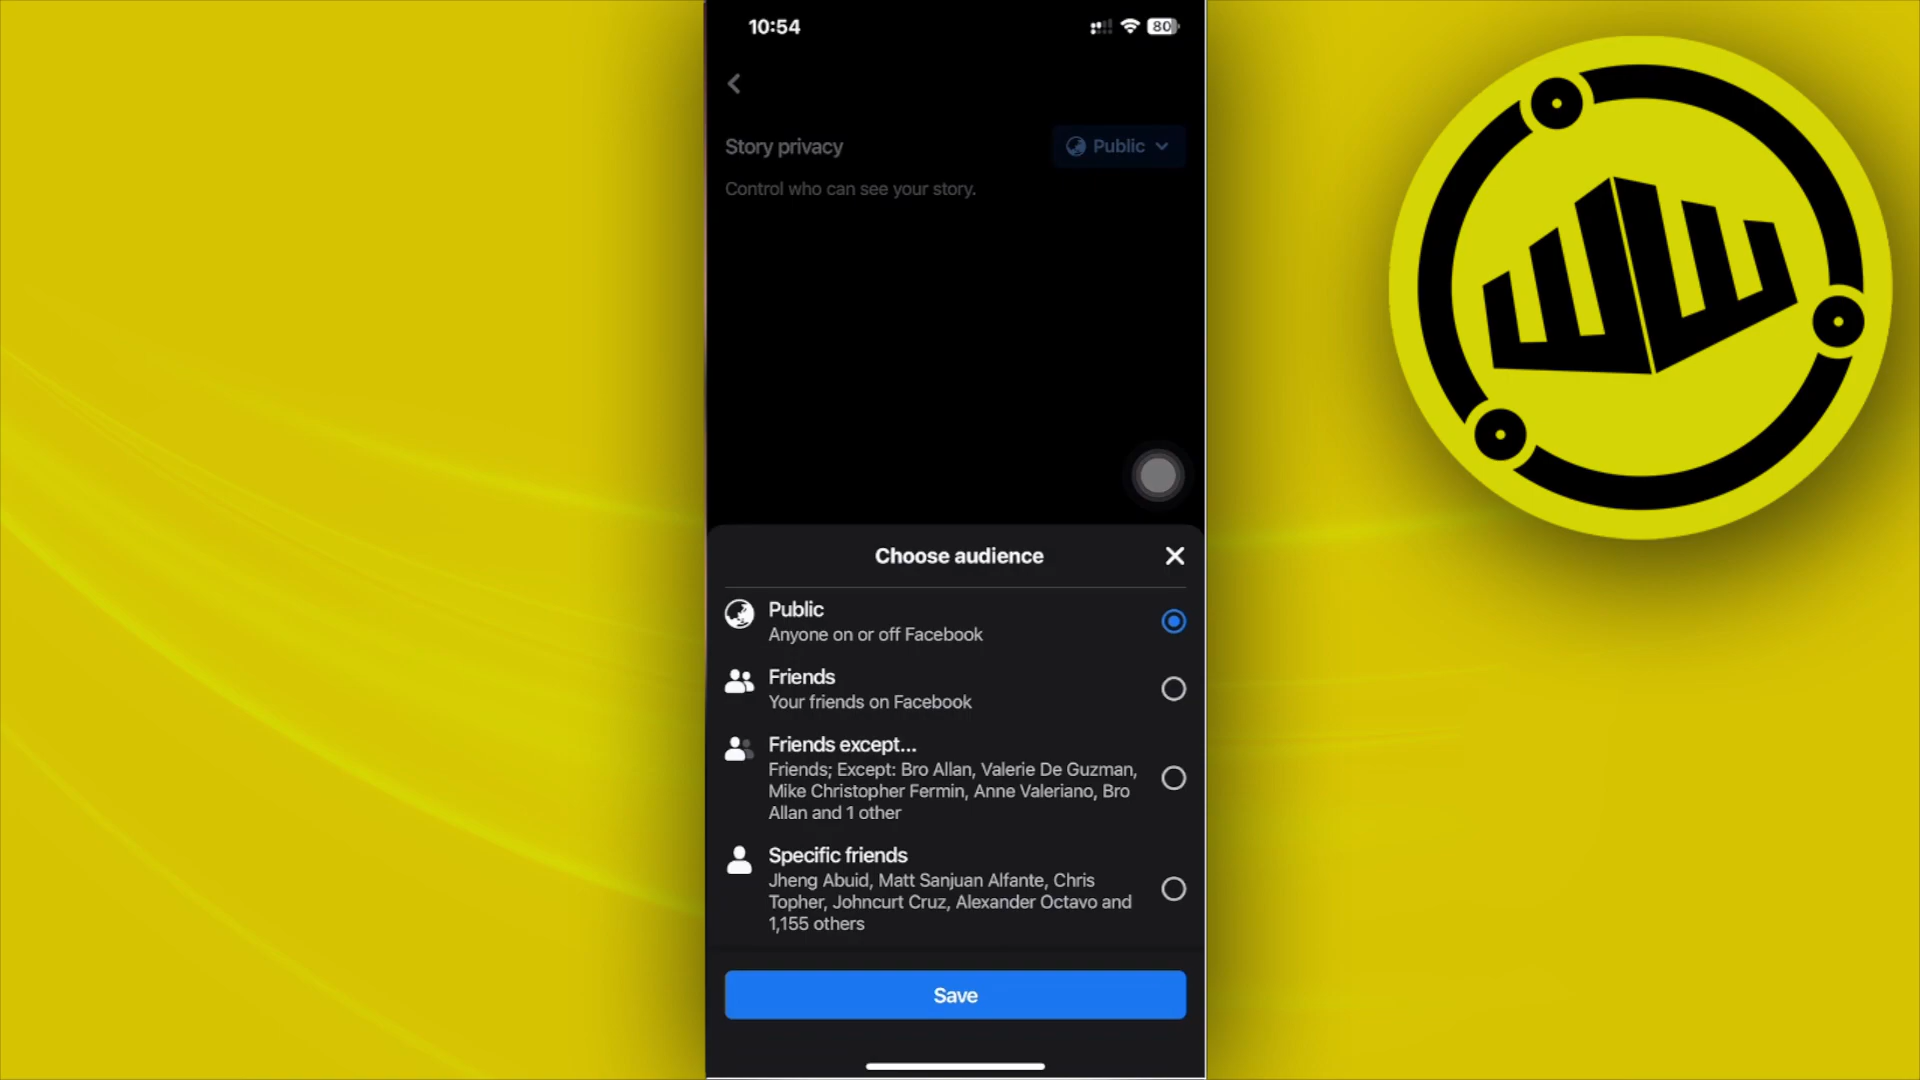 10:54
80
Story privacy
Public
Control who can see your story.
Choose audience
Public
Anyone on or off Facebook
Friends
Your friends on Facebook
Friends except...
Friends; Except: Bro Allan, Valerie De Guzman,
Mike Christopher Fermin, Anne Valeriano, Bro
Allan and 1 other
Specific friends
Jheng Abuid, Matt Sanjuan Alfante, Chris
Topher, Johncurt Cruz, Alexander Octavo and
1,155 others
Save